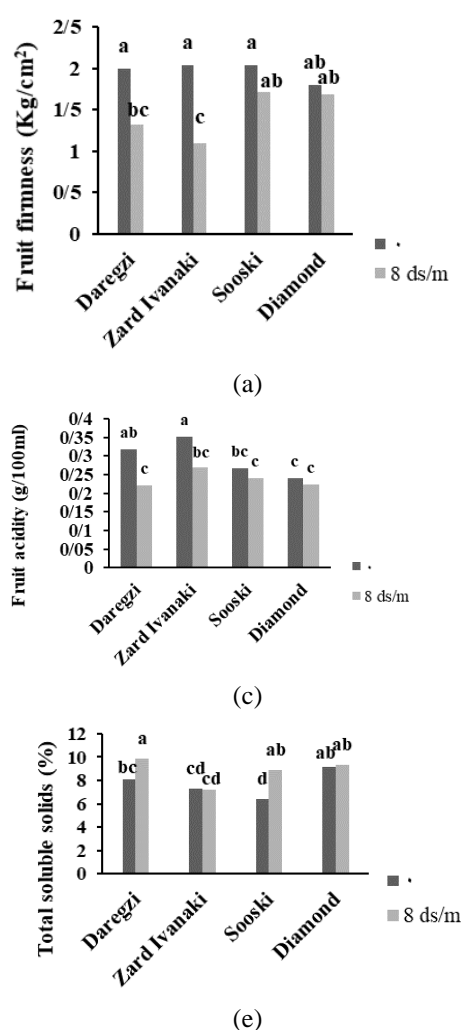 Fruit firmness (Kg/cm²)
2/5
2
1/5
1
0/5
0
a
bc
a
c
a
ab
ab
ab
Daregzi
Zard Ivanaki
Sooski
Diamond
٠
8 ds/m
(a)
Fruit acidity (g/100ml)
0/4
0/35
0/3
0/25
0/2
0/15
0/1
0/05
0
ab
c
a
bc
bc
c
c
c
Daregzi
Zard Ivanaki
Sooski
Diamond
٠
8 ds/m
(c)
Total soluble solids (%)
12
10
8
6
4
2
0
bc
a
cd
cd
d
ab
ab
ab
Daregzi
Zard Ivanaki
Sooski
Diamond
٠
8 ds/m
(e)